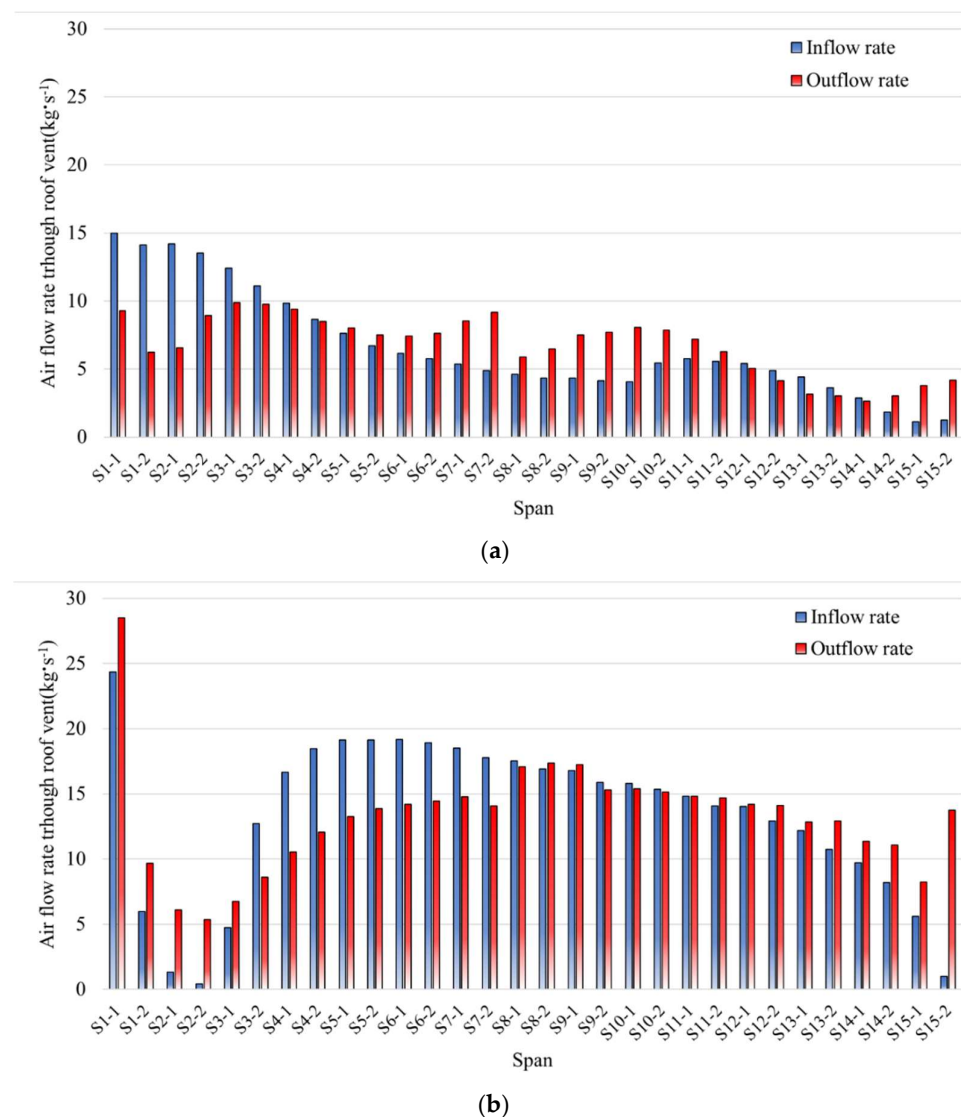 30
25
20
15
10
5
0
Air flow rate trhough roof vent(kg·s⁻¹)
Inflow rate
Outflow rate
S1-1 S1-2 S2-1 S2-2 S3-1 S3-2 S4-1 S4-2 S5-1 S5-2 S6-1 S6-2 S7-1 S7-2 S8-1 S8-2 S9-1 S9-2 S10-1 S10-2 S11-1 S11-2 S12-1 S12-2 S13-1 S13-2 S14-1 S14-2 S15-1 S15-2
Span
(a)
30
25
20
15
10
5
0
Air flow rate trhough roof vent(kg·s⁻¹)
Inflow rate
Outflow rate
S1-1 S1-2 S2-1 S2-2 S3-1 S3-2 S4-1 S4-2 S5-1 S5-2 S6-1 S6-2 S7-1 S7-2 S8-1 S8-2 S9-1 S9-2 S10-1 S10-2 S11-1 S11-2 S12-1 S12-2 S13-1 S13-2 S14-1 S14-2 S15-1 S15-2
Span
(b)